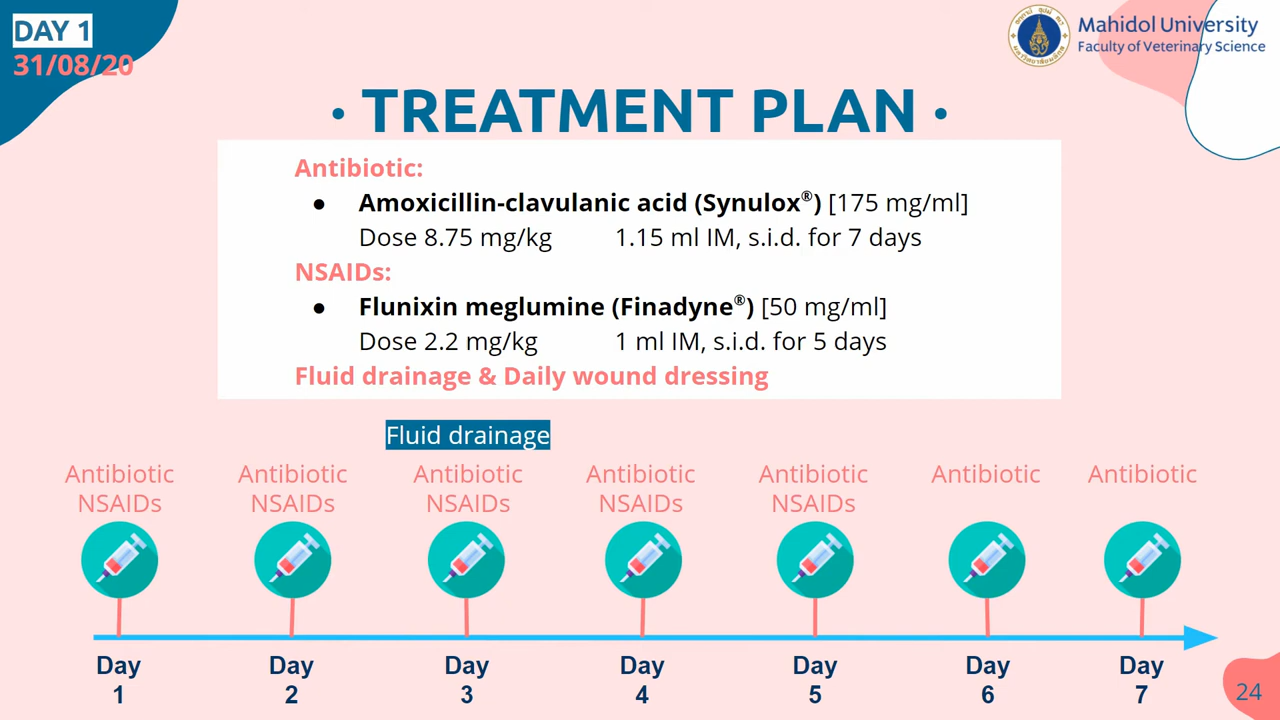 DAY 1
31/08/20
Mahidol University
Faculty of Veterinary Science
• TREATMENT PLAN •
Antibiotic:
● Amoxicillin-clavulanic acid (Synulox®) [175 mg/ml]
Dose 8.75 mg/kg 1.15 ml IM, s.i.d. for 7 days
NSAIDs:
● Flunixin meglumine (Finadyne®) [50 mg/ml]
Dose 2.2 mg/kg 1 ml IM, s.i.d. for 5 days
Fluid drainage & Daily wound dressing
Fluid drainage
Antibiotic Antibiotic Antibiotic Antibiotic Antibiotic Antibiotic Antibiotic
NSAIDs NSAIDs NSAIDs NSAIDs NSAIDs
Day Day Day Day Day Day Day
1 2 3 4 5 6 7
24